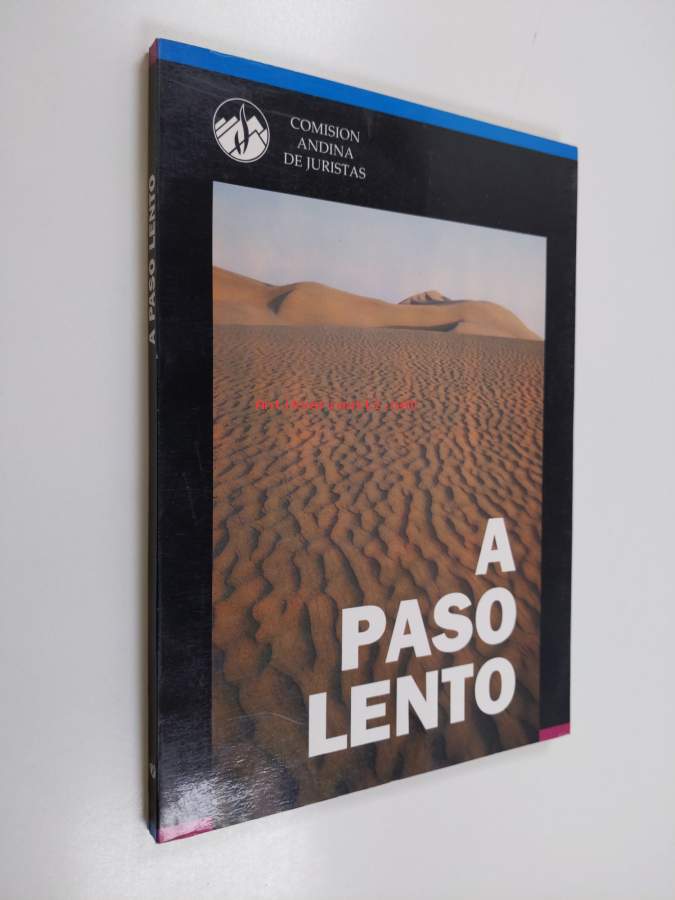 COMISION
ANDINA
DE JURISTAS
A PASO LENTO
A
PASO
LENTO